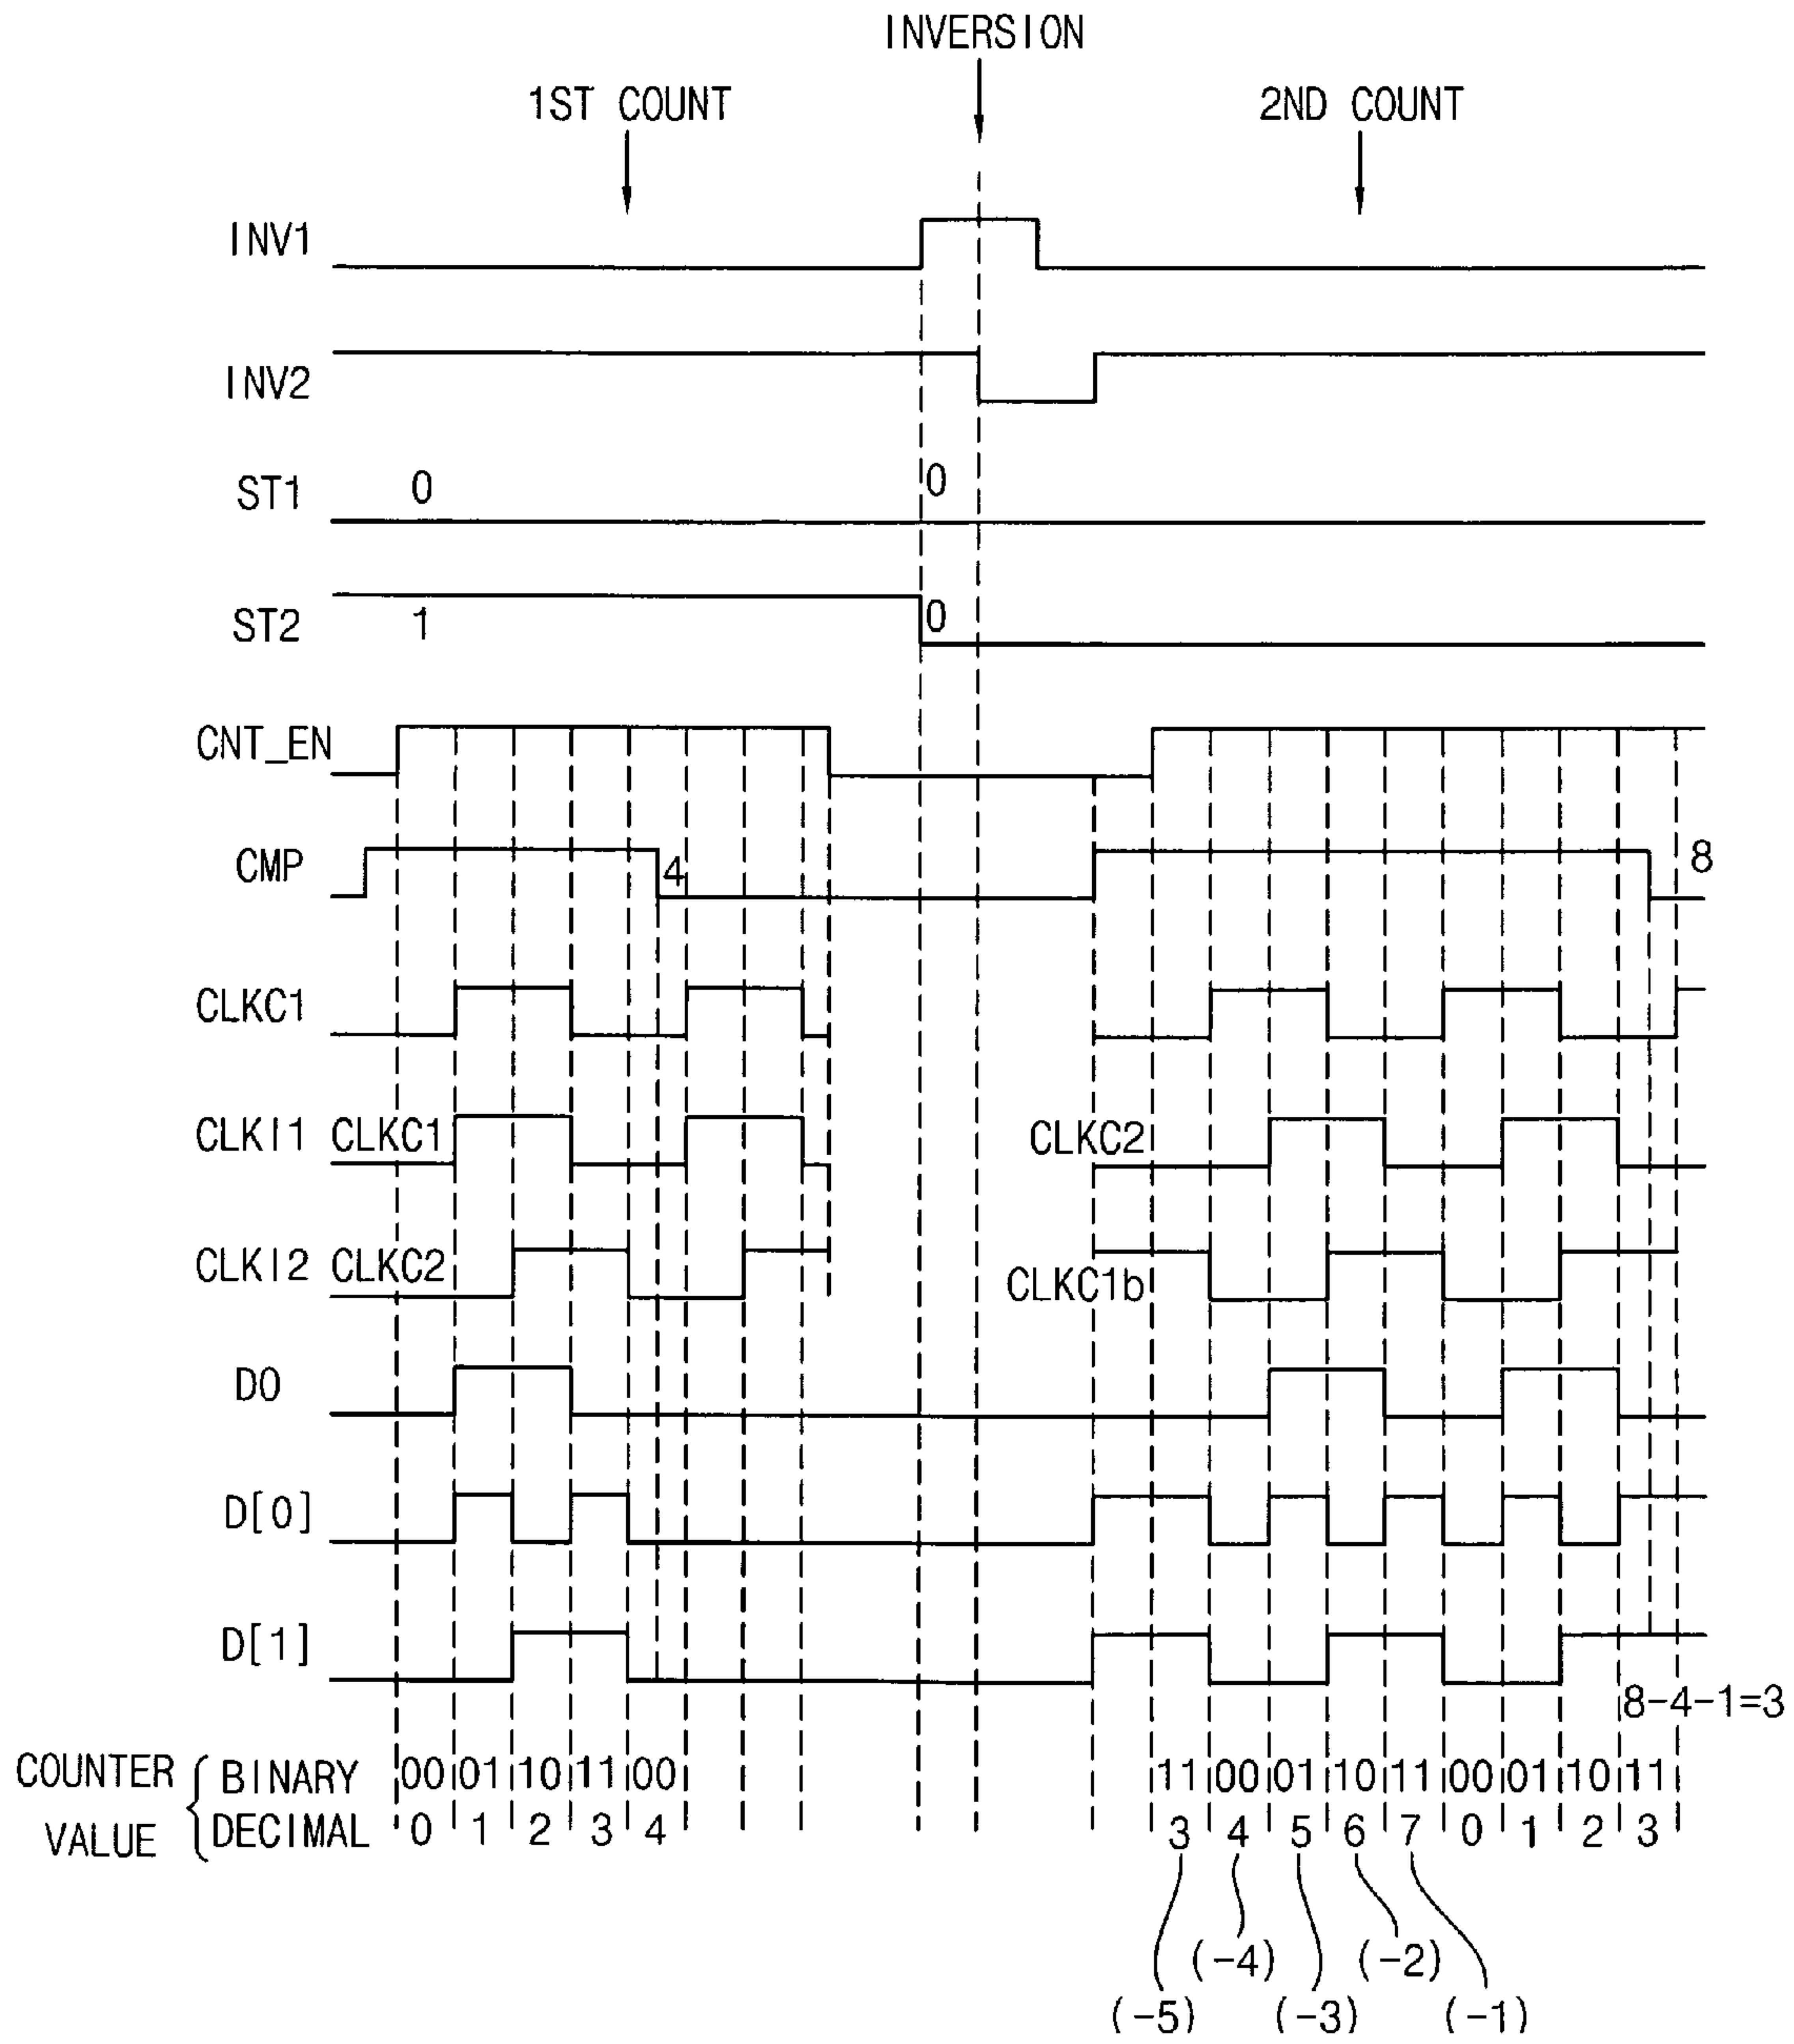 INVERSION
1ST COUNT
2ND COUNT
INV1
INV2
ST1 0 0
ST2 1 0
CNT_EN
CMP 4 8
CLKC1
CLKI1 CLKC1 CLKC2
CLKI2 CLKC2 CLKC1b
DO
D[0]
D[1]
8-4-1=3
COUNTER VALUE
BINARY 00 01 10 11 00 11 00 01 10 11 00 01 10 11
DECIMAL 0 1 2 3 4 3 4 5 6 7 0 1 2 3
(-4) (-2)
(-5) (-3) (-1)